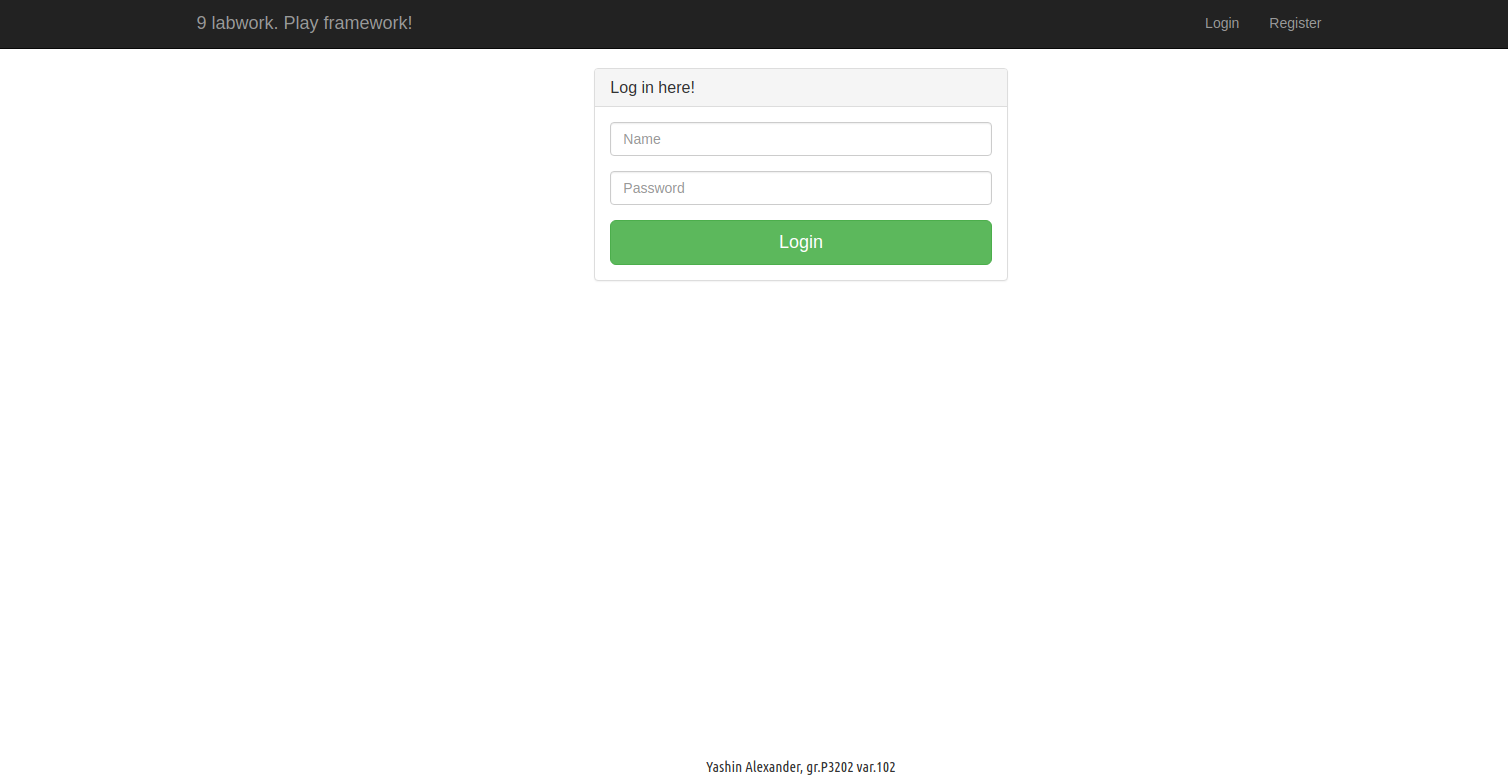 9 labwork. Play framework!
Login
Register
Log in here!
Name
Password
Login
Yashin Alexander, gr.P3202 var.102